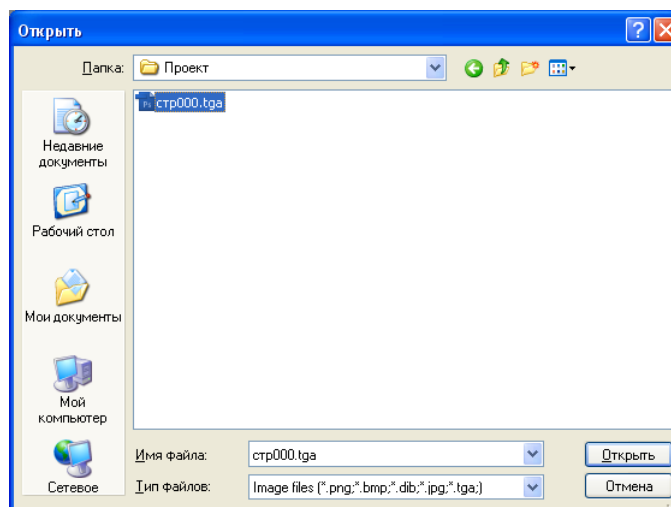 Открыть
Папка:
Проект
Ps стр000.tga
Недавние
документы
Рабочий стол
Мои документы
Мой
компьютер
Сетевое
Имя файла:
стр000.tga
Открыть
Тип файлов:
Image files (*.png;*.bmp;*.dib;*.jpg;*.tga;)
Отмена